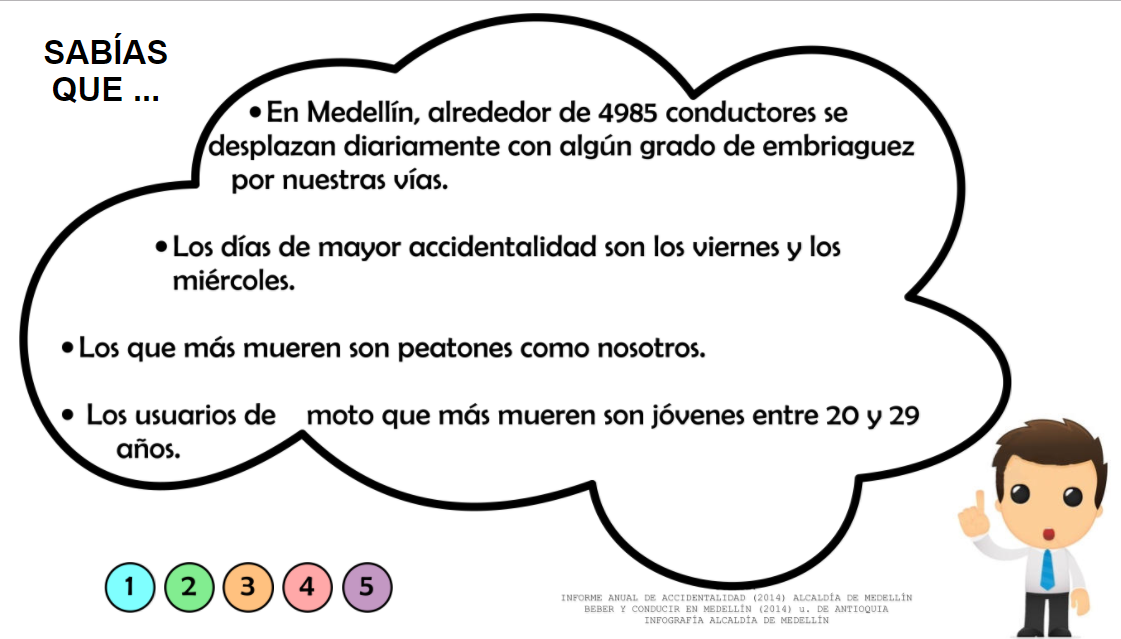 SABÍAS
QUE ...
•En Medellín, alrededor de 4985 conductores se
desplazan diariamente con algún grado de embriaguez
por nuestras vías.
•Los días de mayor accidentalidad son los viernes y los
miércoles.
•Los que más mueren son peatones como nosotros.
• Los usuarios de moto que más mueren son jóvenes entre 20 y 29
años.
1 2 3 4 5
INFORME ANUAL DE ACCIDENTALIDAD (2014) ALCALDÍA DE MEDELLÍN
BEBER Y CONDUCIR EN MEDELLÍN (2014) u. DE ANTIOQUIA
INFOGRAFÍA ALCALDÍA DE MEDELLÍN